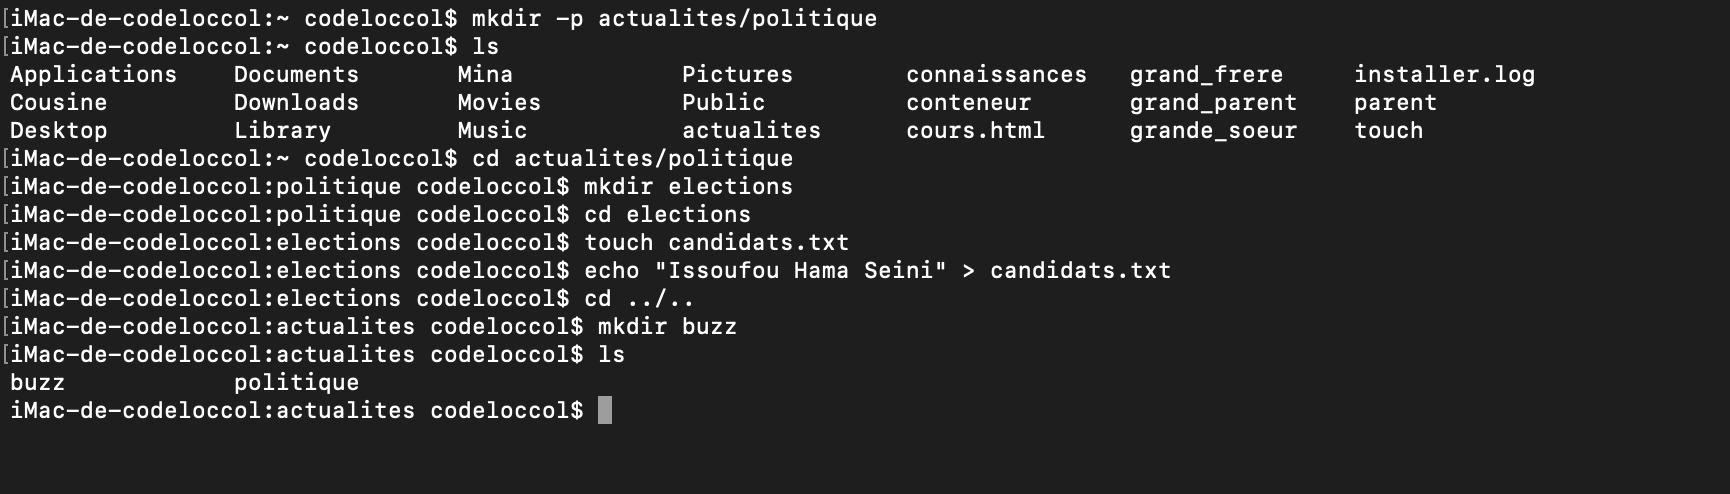 [iMac-de-codeloccol:~ codeloccol$ mkdir -p actualites/politique
[iMac-de-codeloccol:~ codeloccol$ ls
Applications Documents Mina Pictures connaissances grand_frere installer.log
Cousine Downloads Movies Public conteneur grand_parent parent
Desktop Library Music actualites cours.html grande_soeur touch
[iMac-de-codeloccol:~ codeloccol$ cd actualites/politique
[iMac-de-codeloccol:politique codeloccol$ mkdir elections
[iMac-de-codeloccol:politique codeloccol$ cd elections
[iMac-de-codeloccol:elections codeloccol$ touch candidats.txt
[iMac-de-codeloccol:elections codeloccol$ echo "Issoufou Hama Seini" > candidats.txt
[iMac-de-codeloccol:elections codeloccol$ cd ../..
[iMac-de-codeloccol:actualites codeloccol$ mkdir buzz
[iMac-de-codeloccol:actualites codeloccol$ ls
buzz politique
iMac-de-codeloccol:actualites codeloccol$